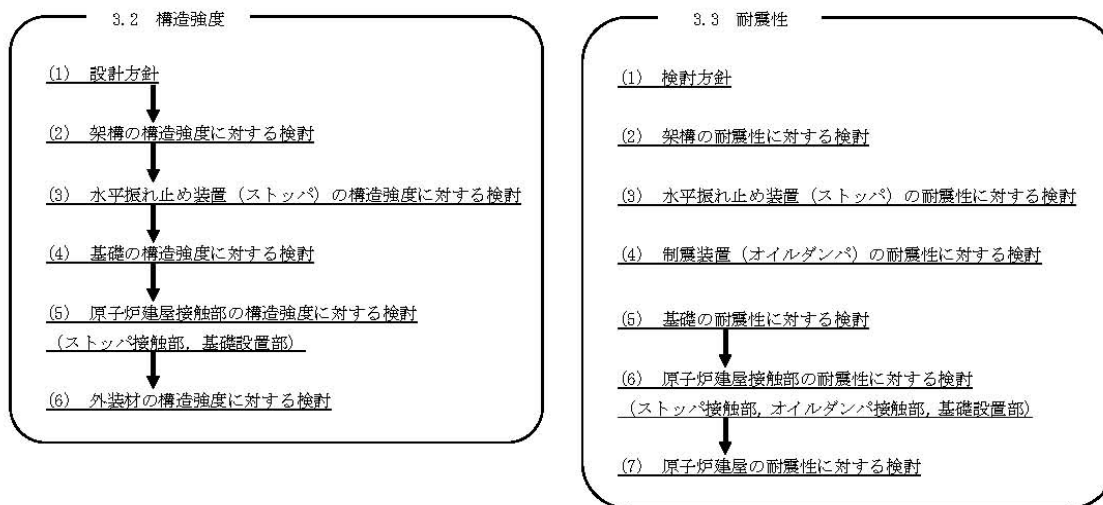 3.2 構造強度
(1) 設計方針
(2) 架構の構造強度に対する検討
(3) 水平振れ止め装置（ストッパ）の構造強度に対する検討
(4) 基礎の構造強度に対する検討
(5) 原子炉建屋接触部の構造強度に対する検討
（ストッパ接触部，基礎設置部）
(6) 外装材の構造強度に対する検討
3.3 耐震性
(1) 検討方針
(2) 架構の耐震性に対する検討
(3) 水平振れ止め装置（ストッパ）の耐震性に対する検討
(4) 制震装置（オイルダンパ）の耐震性に対する検討
(5) 基礎の耐震性に対する検討
(6) 原子炉建屋接触部の耐震性に対する検討
（ストッパ接触部，オイルダンパ接触部，基礎設置部）
(7) 原子炉建屋の耐震性に対する検討